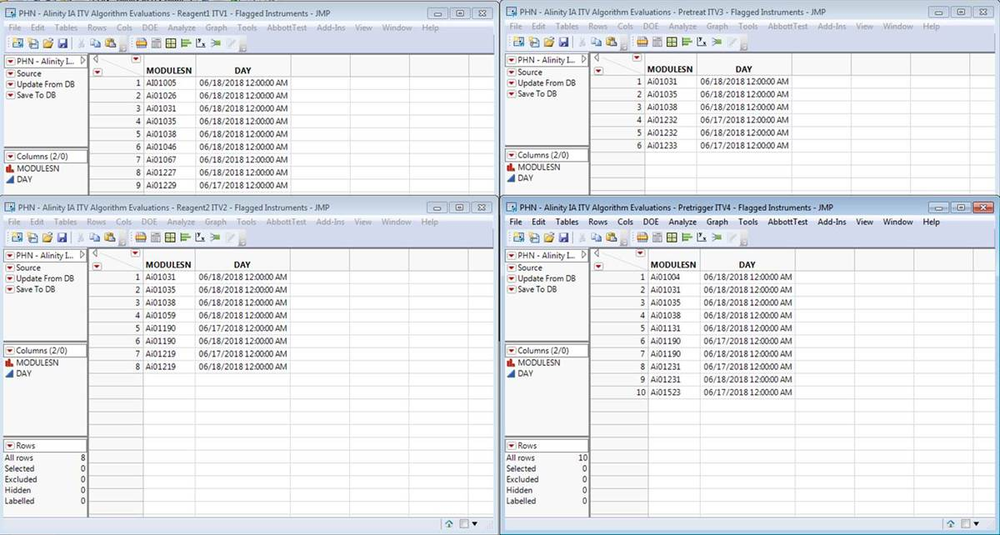 PHN - Alinity IA ITV Algorithm Evaluations - Reagent1 ITV1 - Flagged Instruments - JMP
File Edit Tables Rows Cols DOE Analyze Graph Tools AbbottTest Add-Ins View Window Help
PHN - Alinity I...
Source
Update From DB
Save To DB
Columns (2/0)
MODULESN
DAY
MODULESN DAY
1 AI01005 06/18/2018 12:00:00 AM
2 Ai01026 06/18/2018 12:00:00 AM
3 Ai01031 06/18/2018 12:00:00 AM
4 Ai01035 06/18/2018 12:00:00 AM
5 Ai01038 06/18/2018 12:00:00 AM
6 Ai01046 06/18/2018 12:00:00 AM
7 Ai01067 06/18/2018 12:00:00 AM
8 Ai01227 06/18/2018 12:00:00 AM
9 Ai01229 06/17/2018 12:00:00 AM
PHN - Alinity IA ITV Algorithm Evaluations - Pretreat ITV3 - Flagged Instruments - JMP
File Edit Tables Rows Cols DOE Analyze Graph Tools AbbottTest Add-Ins View Window Help
PHN - Alinity I...
Source
Update From DB
Save To DB
Columns (2/0)
MODULESN
DAY
MODULESN DAY
1 Ai01031 06/18/2018 12:00:00 AM
2 Ai01035 06/18/2018 12:00:00 AM
3 Ai01038 06/18/2018 12:00:00 AM
4 Ai01232 06/17/2018 12:00:00 AM
5 Ai01232 06/18/2018 12:00:00 AM
6 Ai01233 06/17/2018 12:00:00 AM
PHN - Alinity IA ITV Algorithm Evaluations - Reagent2 ITV2 - Flagged Instruments - JMP
File Edit Tables Rows Cols DOE Analyze Graph Tools AbbottTest Add-Ins View Window Help
PHN - Alinity I...
Source
Update From DB
Save To DB
Columns (2/0)
MODULESN
DAY
Rows
All rows 8
Selected 0
Excluded 0
Hidden 0
Labelled 0
MODULESN DAY
1 Ai01031 06/18/2018 12:00:00 AM
2 Ai01035 06/18/2018 12:00:00 AM
3 Ai01038 06/18/2018 12:00:00 AM
4 Ai01059 06/18/2018 12:00:00 AM
5 Ai01190 06/17/2018 12:00:00 AM
6 Ai01190 06/18/2018 12:00:00 AM
7 Ai01219 06/17/2018 12:00:00 AM
8 Ai01219 06/18/2018 12:00:00 AM
PHN - Alinity IA ITV Algorithm Evaluations - Pretrigger ITV4 - Flagged Instruments - JMP
File Edit Tables Rows Cols DOE Analyze Graph Tools AbbottTest Add-Ins View Window Help
PHN - Alinity I...
Source
Update From DB
Save To DB
Columns (2/0)
MODULESN
DAY
Rows
All rows 10
Selected 0
Excluded 0
Hidden 0
Labelled 0
MODULESN DAY
1 Ai01004 06/18/2018 12:00:00 AM
2 Ai01031 06/18/2018 12:00:00 AM
3 Ai01035 06/18/2018 12:00:00 AM
4 Ai01038 06/18/2018 12:00:00 AM
5 Ai01131 06/18/2018 12:00:00 AM
6 Ai01190 06/17/2018 12:00:00 AM
7 Ai01190 06/18/2018 12:00:00 AM
8 Ai01231 06/17/2018 12:00:00 AM
9 Ai01231 06/18/2018 12:00:00 AM
10 Ai01523 06/17/2018 12:00:00 AM